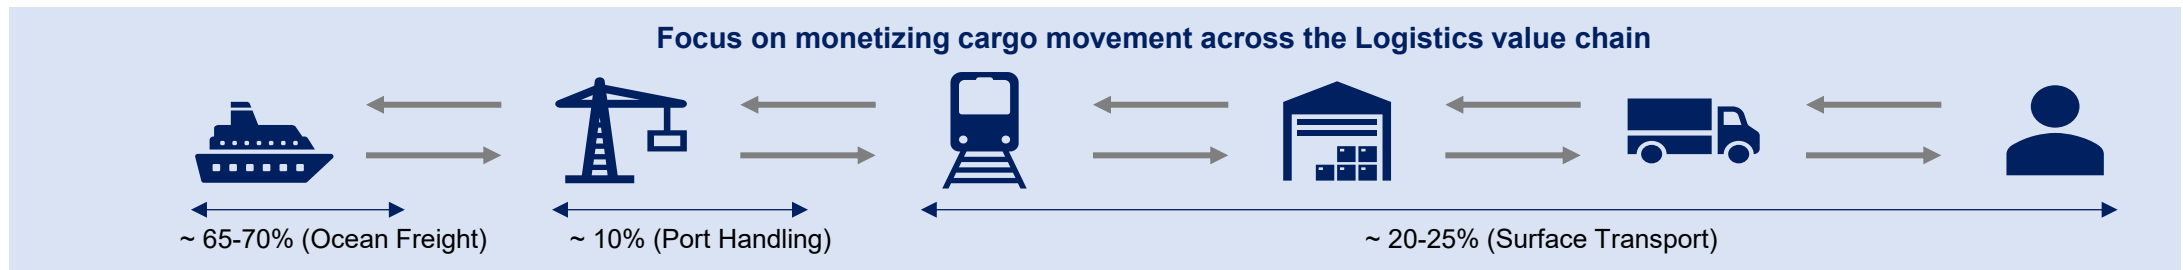 Focus on monetizing cargo movement across the Logistics value chain
~ 65-70% (Ocean Freight)
~ 10% (Port Handling)
~ 20-25% (Surface Transport)